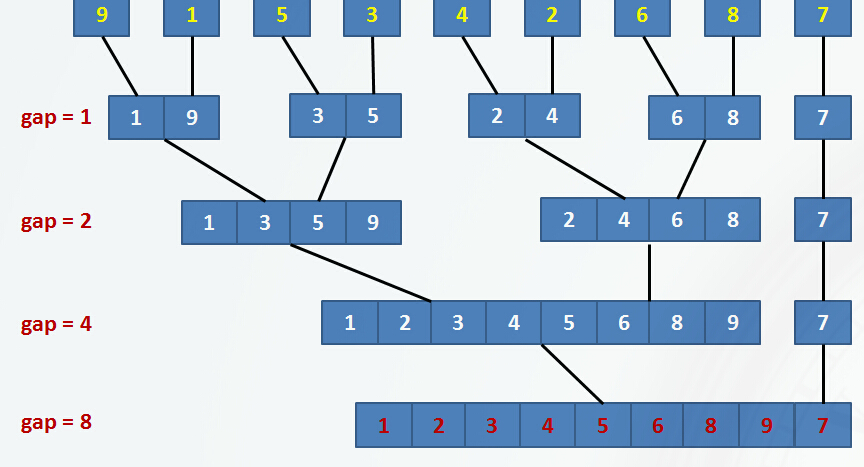 9 1 5 3 4 2 6 8 7
gap = 1 1 9 3 5 2 4 6 8 7
gap = 2 1 3 5 9 2 4 6 8 7
gap = 4 1 2 3 4 5 6 8 9 7
gap = 8 1 2 3 4 5 6 8 9 7